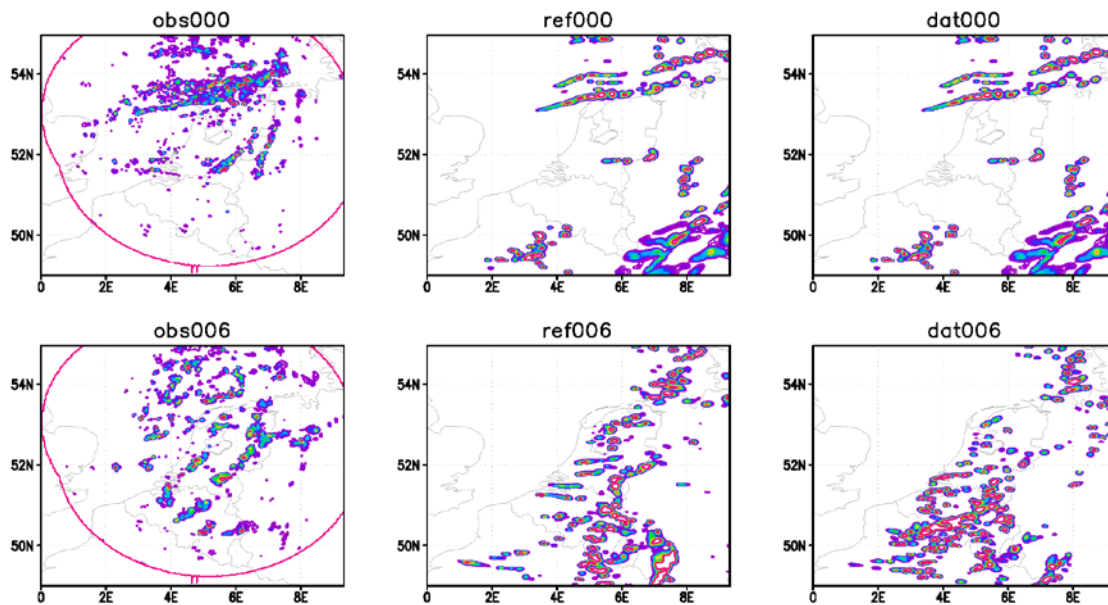 obs000
ref000
dat000
54N
52N
50N
0 2E 4E 6E 8E
54N
52N
50N
0 2E 4E 6E 8E
54N
52N
50N
0 2E 4E 6E 8E
obs006
ref006
dat006
54N
52N
50N
0 2E 4E 6E 8E
54N
52N
50N
0 2E 4E 6E 8E
54N
52N
50N
0 2E 4E 6E 8E